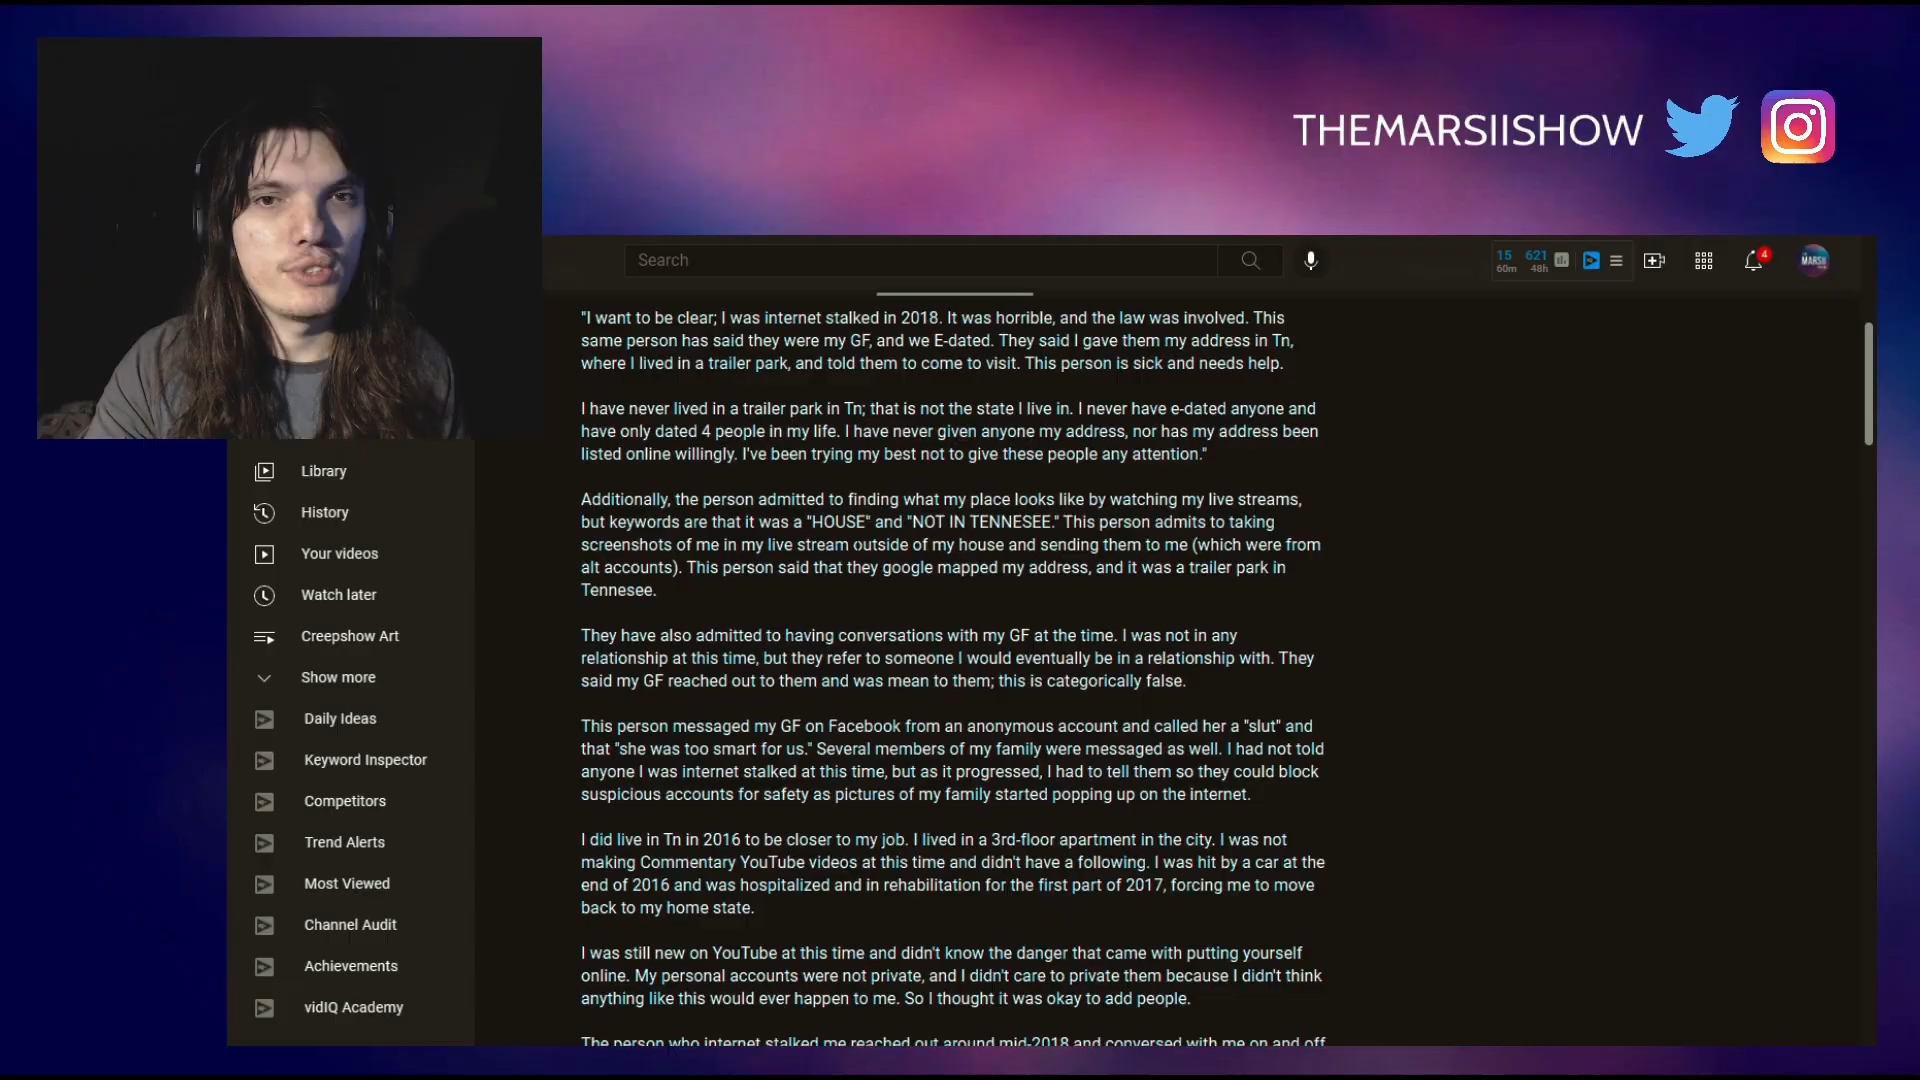 THEMARSIISHOW
Search
15 621
60m 48h
4
MARSII
"I want to be clear; I was internet stalked in 2018. It was horrible, and the law was involved. This
same person has said they were my GF, and we E-dated. They said I gave them my address in Tn,
where I lived in a trailer park, and told them to come to visit. This person is sick and needs help.
I have never lived in a trailer park in Tn; that is not the state I live in. I never have e-dated anyone and
have only dated 4 people in my life. I have never given anyone my address, nor has my address been
listed online willingly. I've been trying my best not to give these people any attention."
Additionally, the person admitted to finding what my place looks like by watching my live streams,
but keywords are that it was a "HOUSE" and "NOT IN TENNESEE." This person admits to taking
screenshots of me in my live stream outside of my house and sending them to me (which were from
alt accounts). This person said that they google mapped my address, and it was a trailer park in
Tennesee.
They have also admitted to having conversations with my GF at the time. I was not in any
relationship at this time, but they refer to someone I would eventually be in a relationship with. They
said my GF reached out to them and was mean to them; this is categorically false.
This person messaged my GF on Facebook from an anonymous account and called her a "slut" and
that "she was too smart for us." Several members of my family were messaged as well. I had not told
anyone I was internet stalked at this time, but as it progressed, I had to tell them so they could block
suspicious accounts for safety as pictures of my family started popping up on the internet.
I did live in Tn in 2016 to be closer to my job. I lived in a 3rd-floor apartment in the city. I was not
making Commentary YouTube videos at this time and didn't have a following. I was hit by a car at the
end of 2016 and was hospitalized and in rehabilitation for the first part of 2017, forcing me to move
back to my home state.
I was still new on YouTube at this time and didn't know the danger that came with putting yourself
online. My personal accounts were not private, and I didn't care to private them because I didn't think
anything like this would ever happen to me. So I thought it was okay to add people.
The person who internet stalked me reached out around mid-2018 and conversed with me on and off
Library
History
Your videos
Watch later
Creepshow Art
Show more
Daily Ideas
Keyword Inspector
Competitors
Trend Alerts
Most Viewed
Channel Audit
Achievements
vidIQ Academy